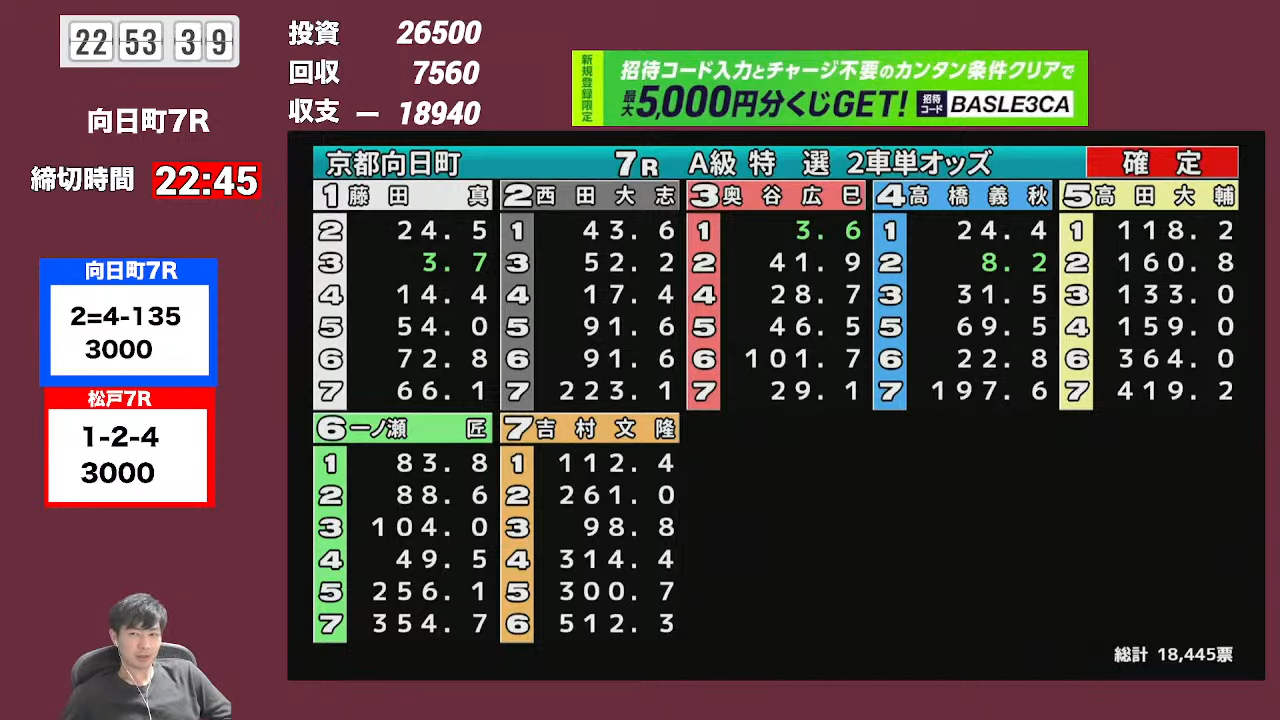 22 53 39
投資 26500
回収 7560
収支 － 18940
新規登録限定
招待コード入力とチャージ不要のカンタン条件クリアで
最大5,000円分くじGET! 招待コード BASLE3CA
向日町7R
締切時間 22:45
向日町7R
2=4-135
3000
松戸7R
1-2-4
3000
京都向日町 7R A級 特 選 2車単オッズ 確 定
1 藤 田 真 2 西 田 大 志 3 奥 谷 広 巳 4 高 橋 義 秋 5 高 田 大 輔
2 24.5 1 43.6 1 3.6 1 24.4 1 118.2
3 3.7 3 52.2 2 41.9 2 8.2 2 160.8
4 14.4 4 17.4 4 28.7 3 31.5 3 133.0
5 54.0 5 91.6 5 46.5 5 69.5 4 159.0
6 72.8 6 91.6 6 101.7 6 22.8 6 364.0
7 66.1 7 223.1 7 29.1 7 197.6 7 419.2
6 一ノ瀬 匠 7 吉 村 文 隆
1 83.8 1 112.4
2 88.6 2 261.0
3 104.0 3 98.8
4 49.5 4 314.4
5 256.1 5 300.7
7 354.7 6 512.3
総計 18,445票